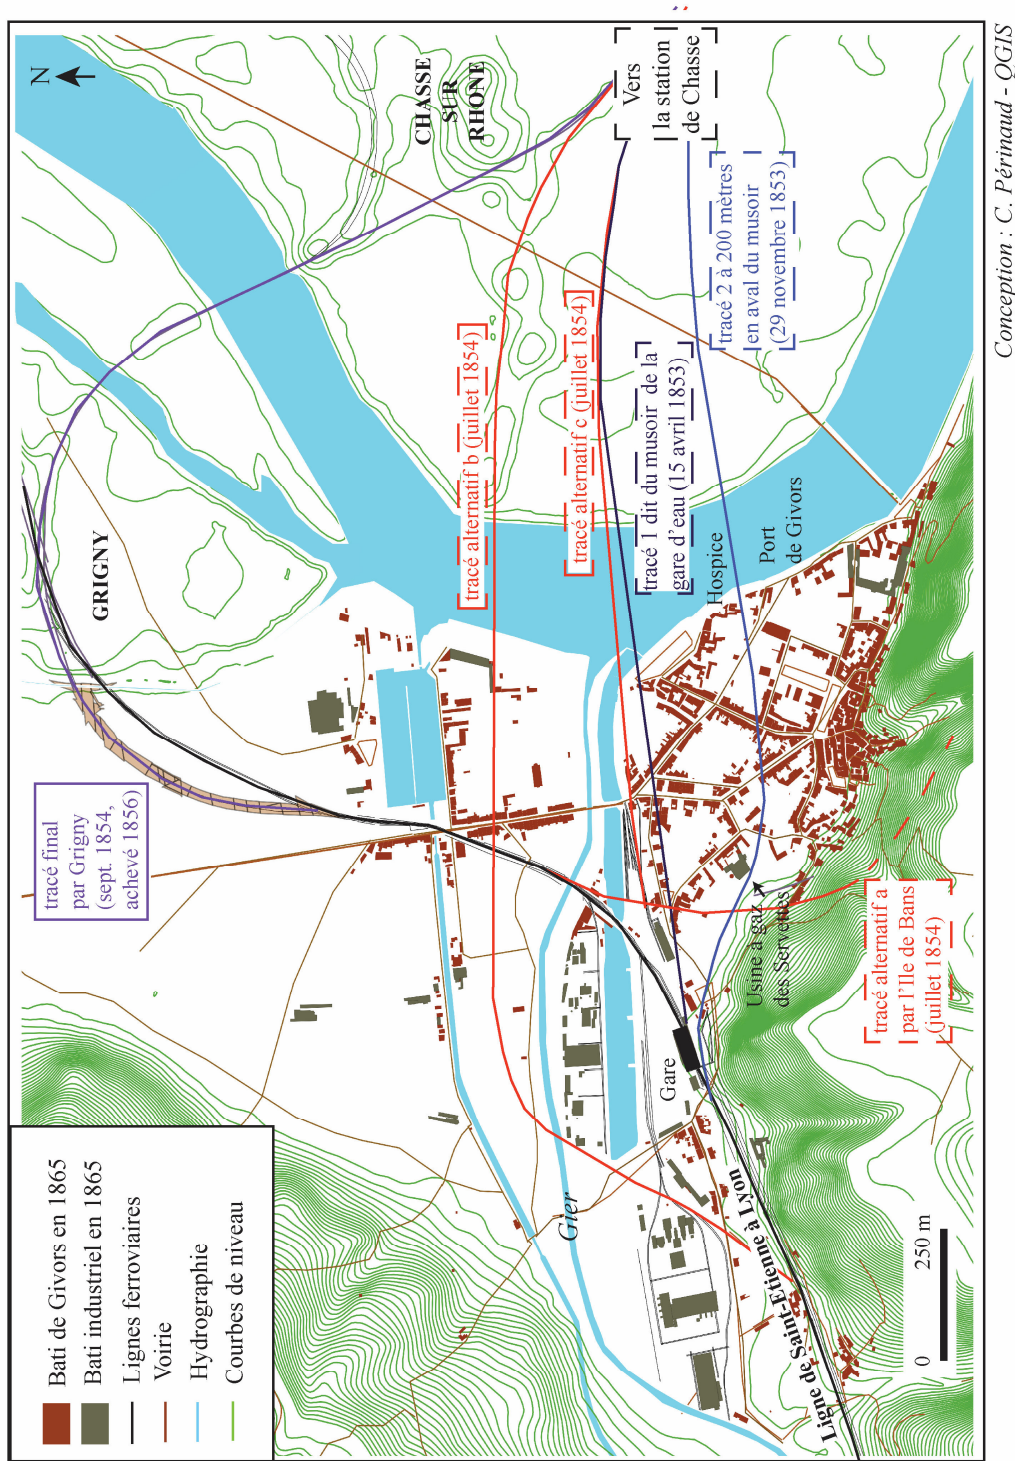 N
CHASSE
SUR
RHONE
Vers
la station
de Chasse
tracé 2 à 200 mètres
en aval du musoir
(29 novembre 1853)
tracé alternatif b (juillet 1854)
tracé alternatif c (juillet 1854)
tracé 1 dit du musoir de la
gare d'eau (15 avril 1853)
Hospice
Port
de Givors
GRIGNY
tracé final
par Grigny
(sept. 1854,
achevé 1856)
Usine à gaz
des Servettes
tracé alternatif a
par l'Ile de Bans
(juillet 1854)
Gare
Gier
Ligne de Saint-Etienne à Lyon
Bati de Givors en 1865
Bati industriel en 1865
Lignes ferroviaires
Voirie
Hydrographie
Courbes de niveau
0 250 m
Conception : C. Périnaud - QGIS